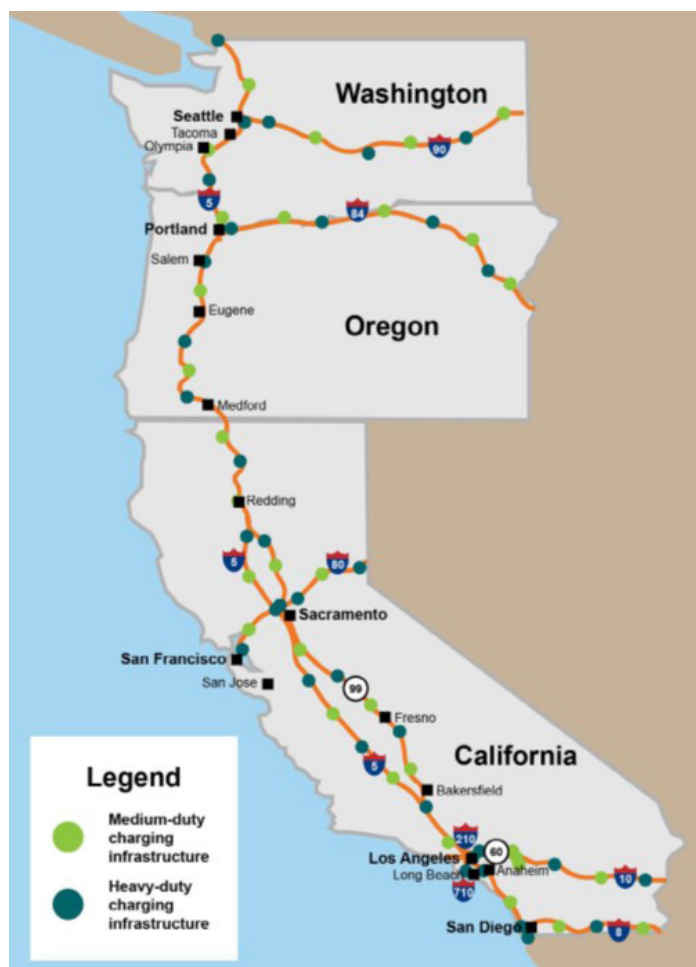 Washington
Seattle
Tacoma
Olympia
90
5
84
Portland
Salem
Eugene
Oregon
Medford
Redding
5
80
Sacramento
San Francisco
San Jose
99
Fresno
5
California
Bakersfield
210
60
Los Angeles
Long Beach
Anaheim
710
10
San Diego
8
Legend
Medium-duty
charging
infrastructure
Heavy-duty
charging
infrastructure